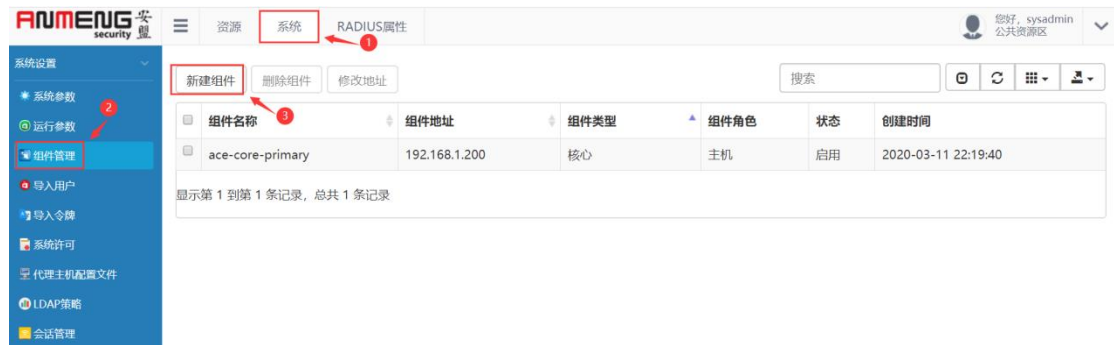 ANMENG security 安盟
资源 系统 RADIUS属性
您好, sysadmin
公共资源区
1
系统设置
新建组件 删除组件 修改地址 搜索
系统参数
2
运行参数
3
组件名称 组件地址 组件类型 组件角色 状态 创建时间
组件管理
ace-core-primary 192.168.1.200 核心 主机 启用 2020-03-11 22:19:40
导入用户
显示第 1 到第 1 条记录，总共 1 条记录
导入令牌
系统许可
代理主机配置文件
LDAP策略
会话管理